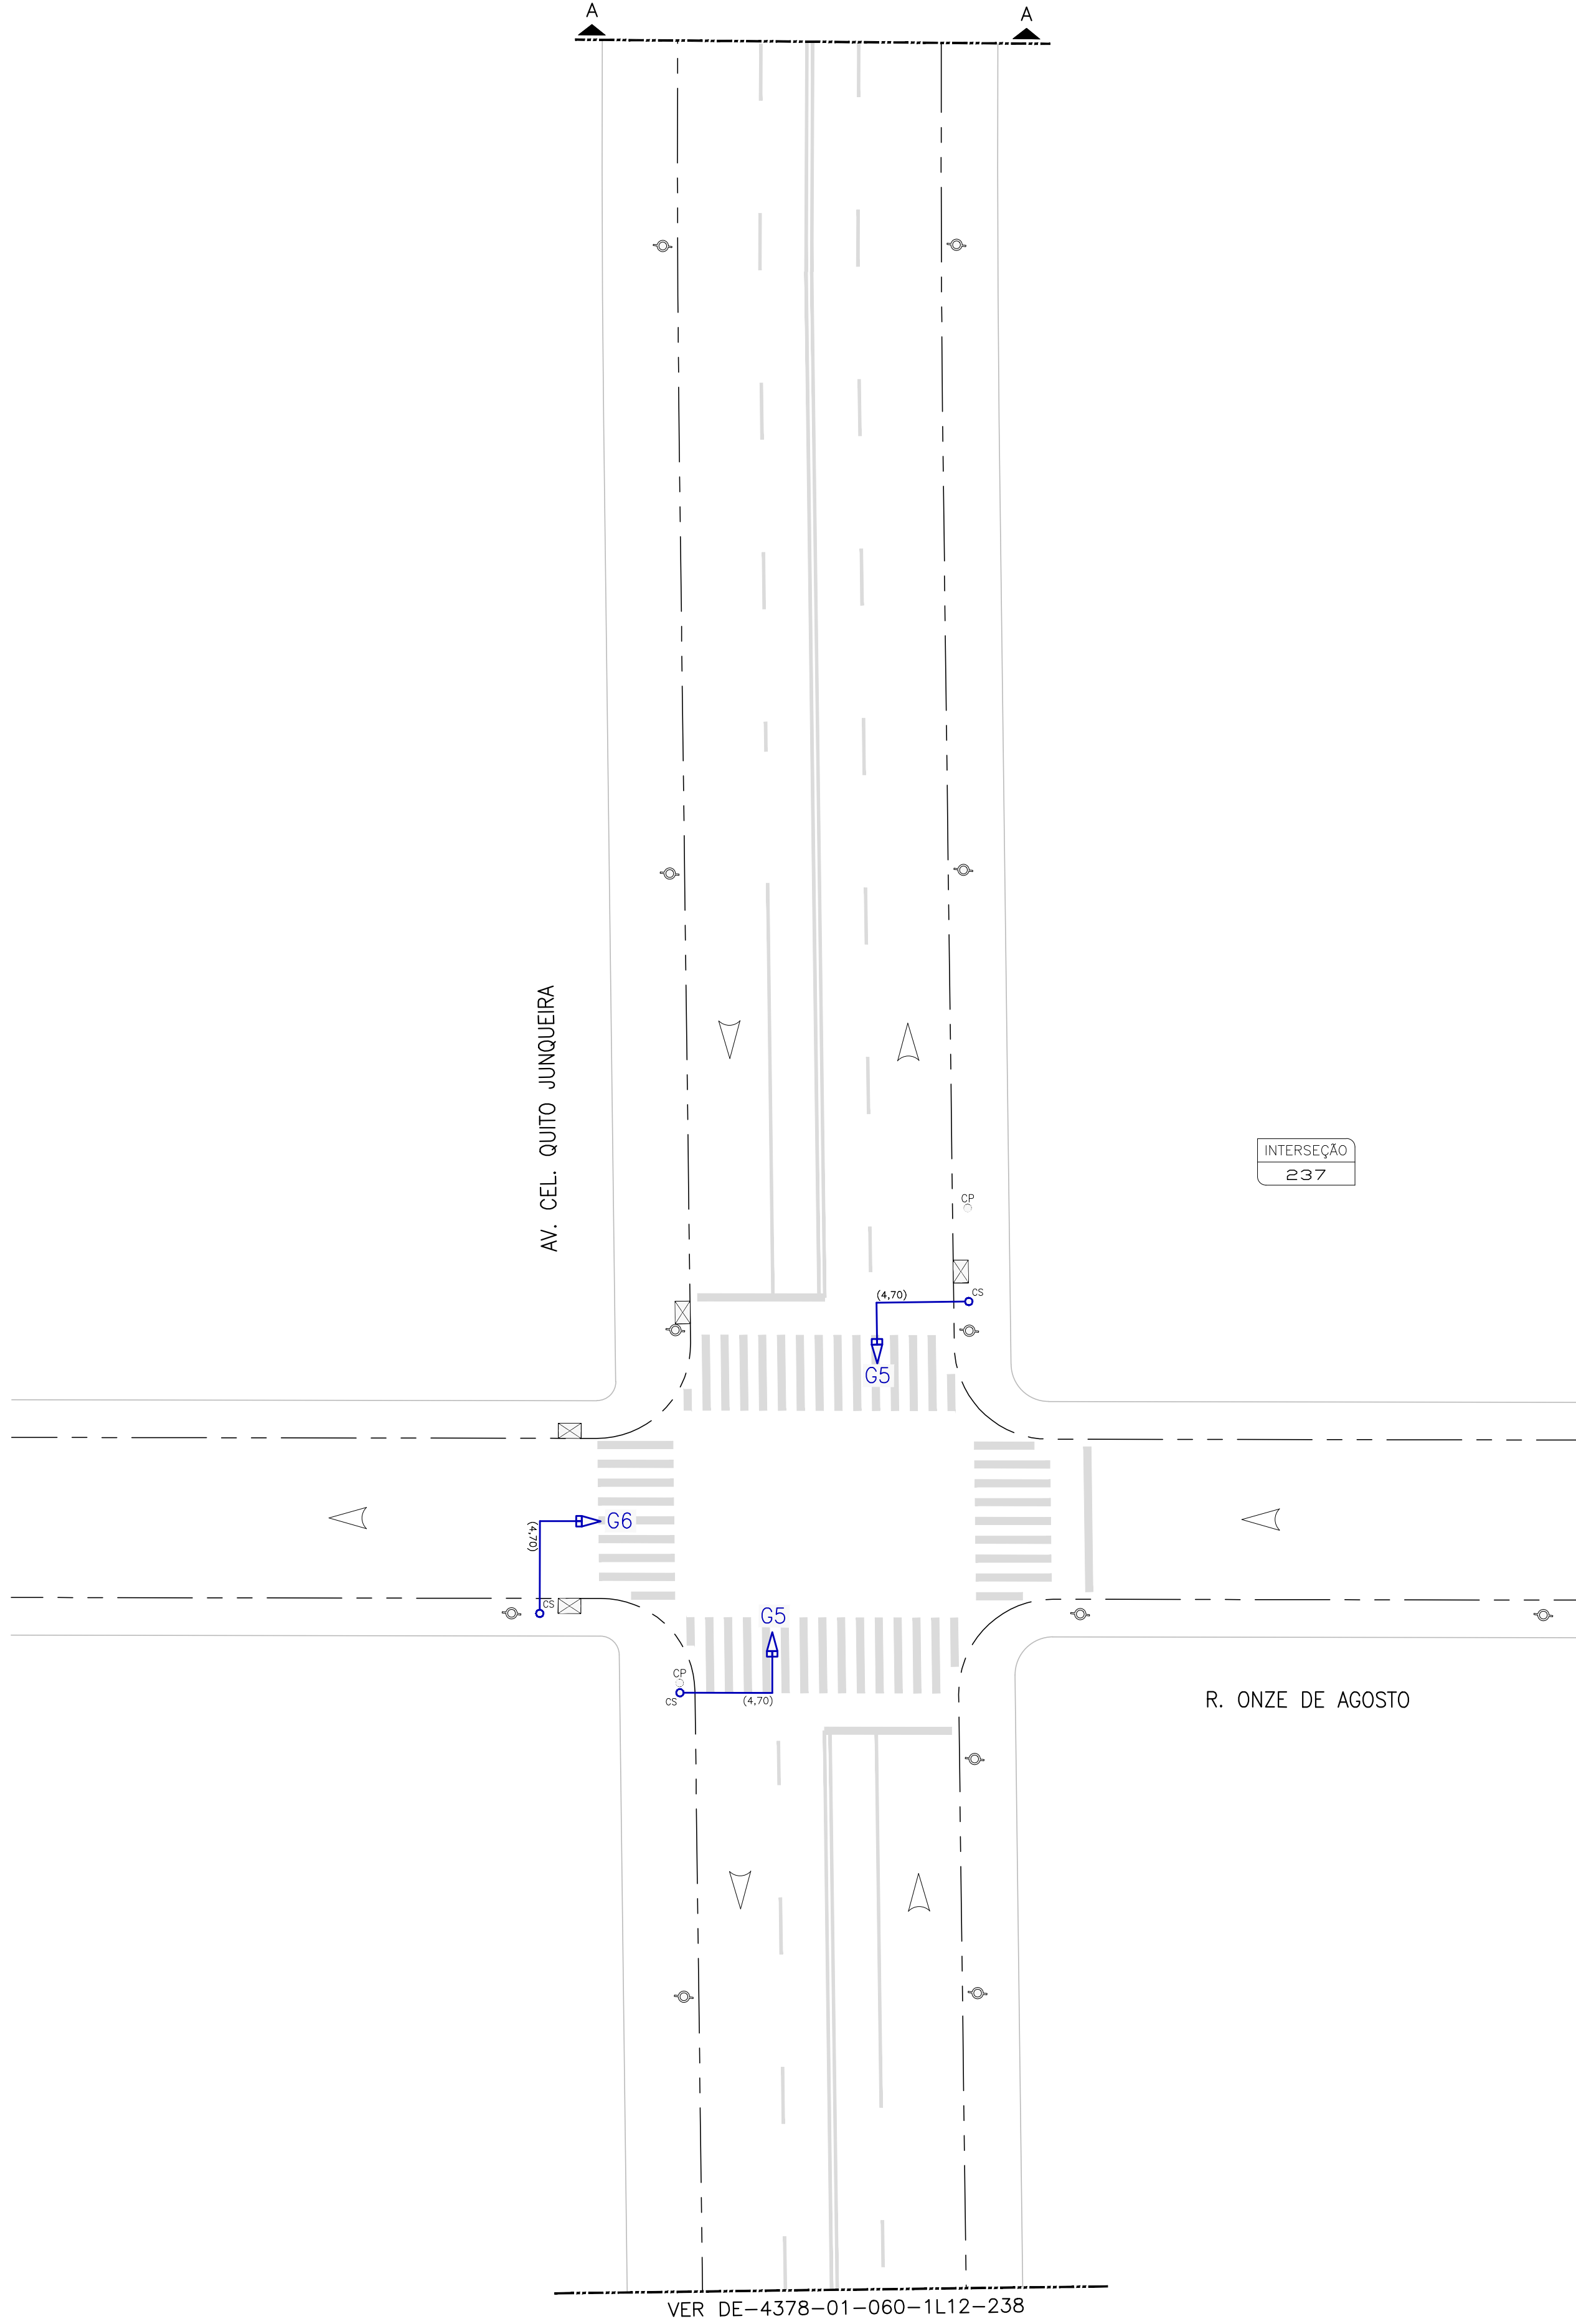 A
A
AV. CEL. QUITO JUNQUEIRA
INTERSEÇÃO
237
CP
CS
(4,70)
G5
G6
(4,70)
CS
G5
CP
CS
(4,70)
R. ONZE DE AGOSTO
VER DE-4378-01-060-1L12-238